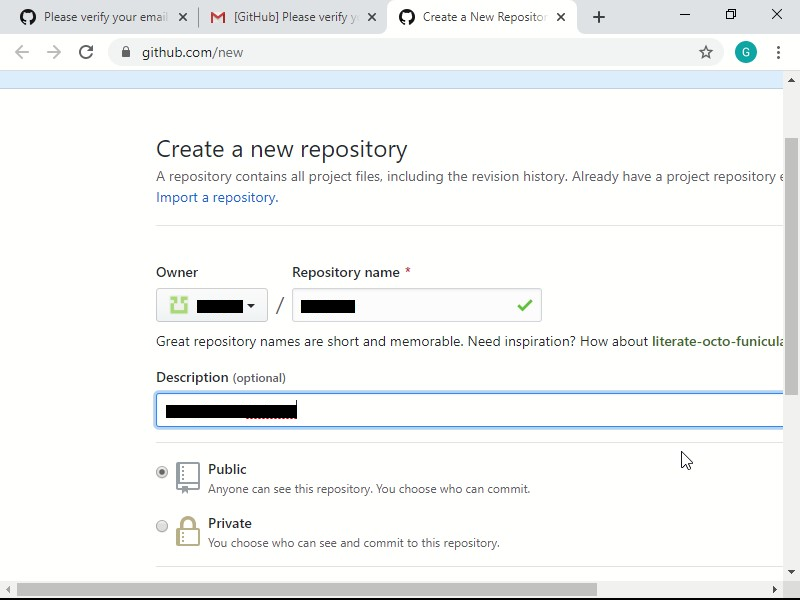 Please verify your email
[GitHub] Please verify yo
Create a New Repositor
github.com/new
G
Create a new repository
A repository contains all project files, including the revision history. Already have a project repository
Import a repository.
Owner
Repository name *
/
Great repository names are short and memorable. Need inspiration? How about literate-octo-funicula
Description (optional)
Public
Anyone can see this repository. You choose who can commit.
Private
You choose who can see and commit to this repository.